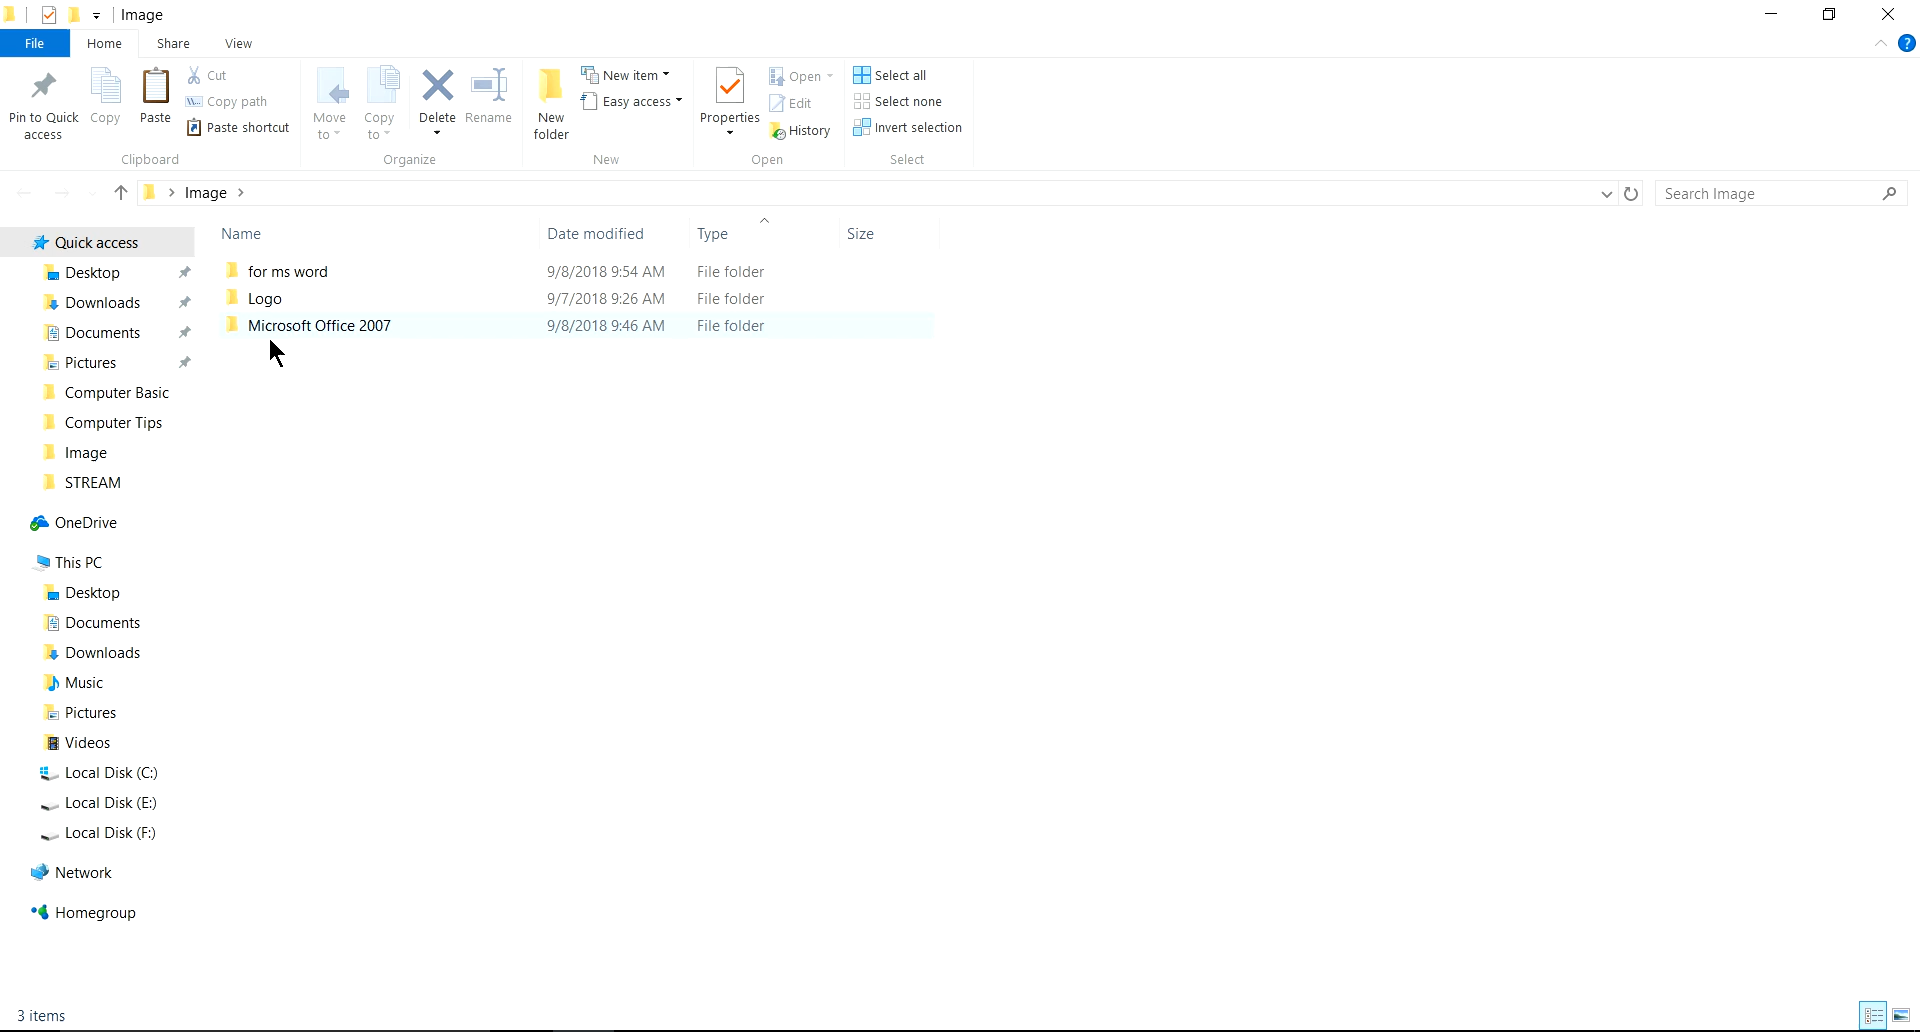 Image
File Home Share View
Pin to Quick access
Copy
Paste
Cut
Copy path
Paste shortcut
Clipboard
Move to
Copy to
Delete
Rename
Organize
New folder
New item
Easy access
New
Properties
Open
Edit
History
Open
Select all
Select none
Invert selection
Select
Image
Search Image
Name Date modified Type Size
for ms word 9/8/2018 9:54 AM File folder
Logo 9/7/2018 9:26 AM File folder
Microsoft Office 2007 9/8/2018 9:46 AM File folder
Quick access
Desktop
Downloads
Documents
Pictures
Computer Basic
Computer Tips
Image
STREAM
OneDrive
This PC
Desktop
Documents
Downloads
Music
Pictures
Videos
Local Disk (C:)
Local Disk (E:)
Local Disk (F:)
Network
Homegroup
3 items